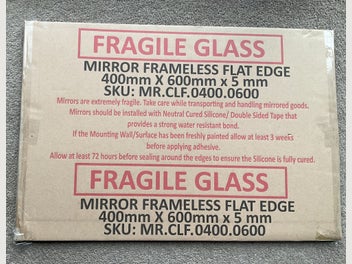 FRAGILE GLASS
MIRROR FRAMELESS FLAT EDGE
400mm X 600mm x 5 mm
SKU: MR.CLF.0400.0600
Mirrors are extremely fragile. Take care while transporting and handling mirrored goods.
Mirrors should be installed with Neutral Cured Silicone/ Double Sided Tape that
provides a strong water resistant bond.
If the Mounting Wall/Surface has been freshly painted allow at least 3 weeks
before applying adhesive.
Allow at least 72 hours before sealing around the edges to ensure the Silicone is fully cured.
FRAGILE GLASS
MIRROR FRAMELESS FLAT EDGE
400mm X 600mm x 5 mm
SKU: MR.CLF.0400.0600